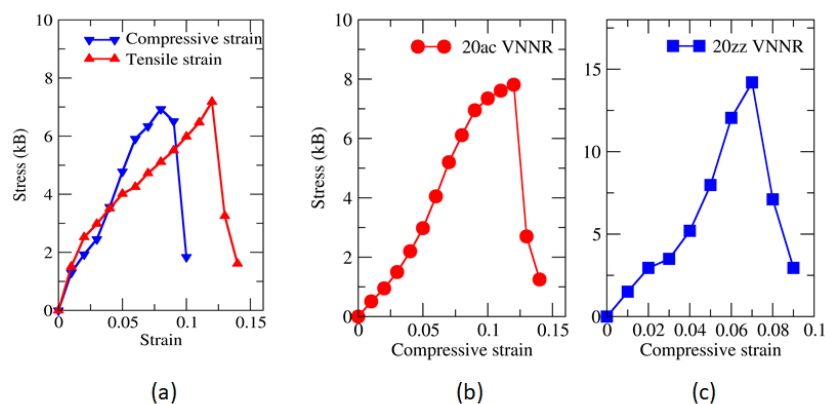 10
8
6
4
2
0
Stress (kB)
Compressive strain
Tensile strain
0
0.05
0.1
0.15
Strain
(a)
10
8
6
4
2
0
Stress (kB)
20ac VNNR
0
0.05
0.1
0.15
Compressive strain
(b)
15
10
5
0
20zz VNNR
0
0.02
0.04
0.06
0.08
0.1
Compressive strain
(c)